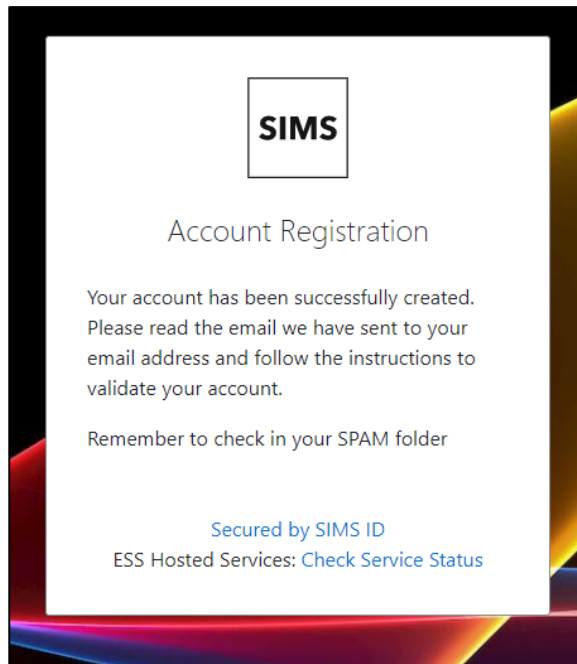 SIMS
Account Registration
Your account has been successfully created.
Please read the email we have sent to your
email address and follow the instructions to
validate your account.
Remember to check in your SPAM folder
Secured by SIMS ID
ESS Hosted Services: Check Service Status